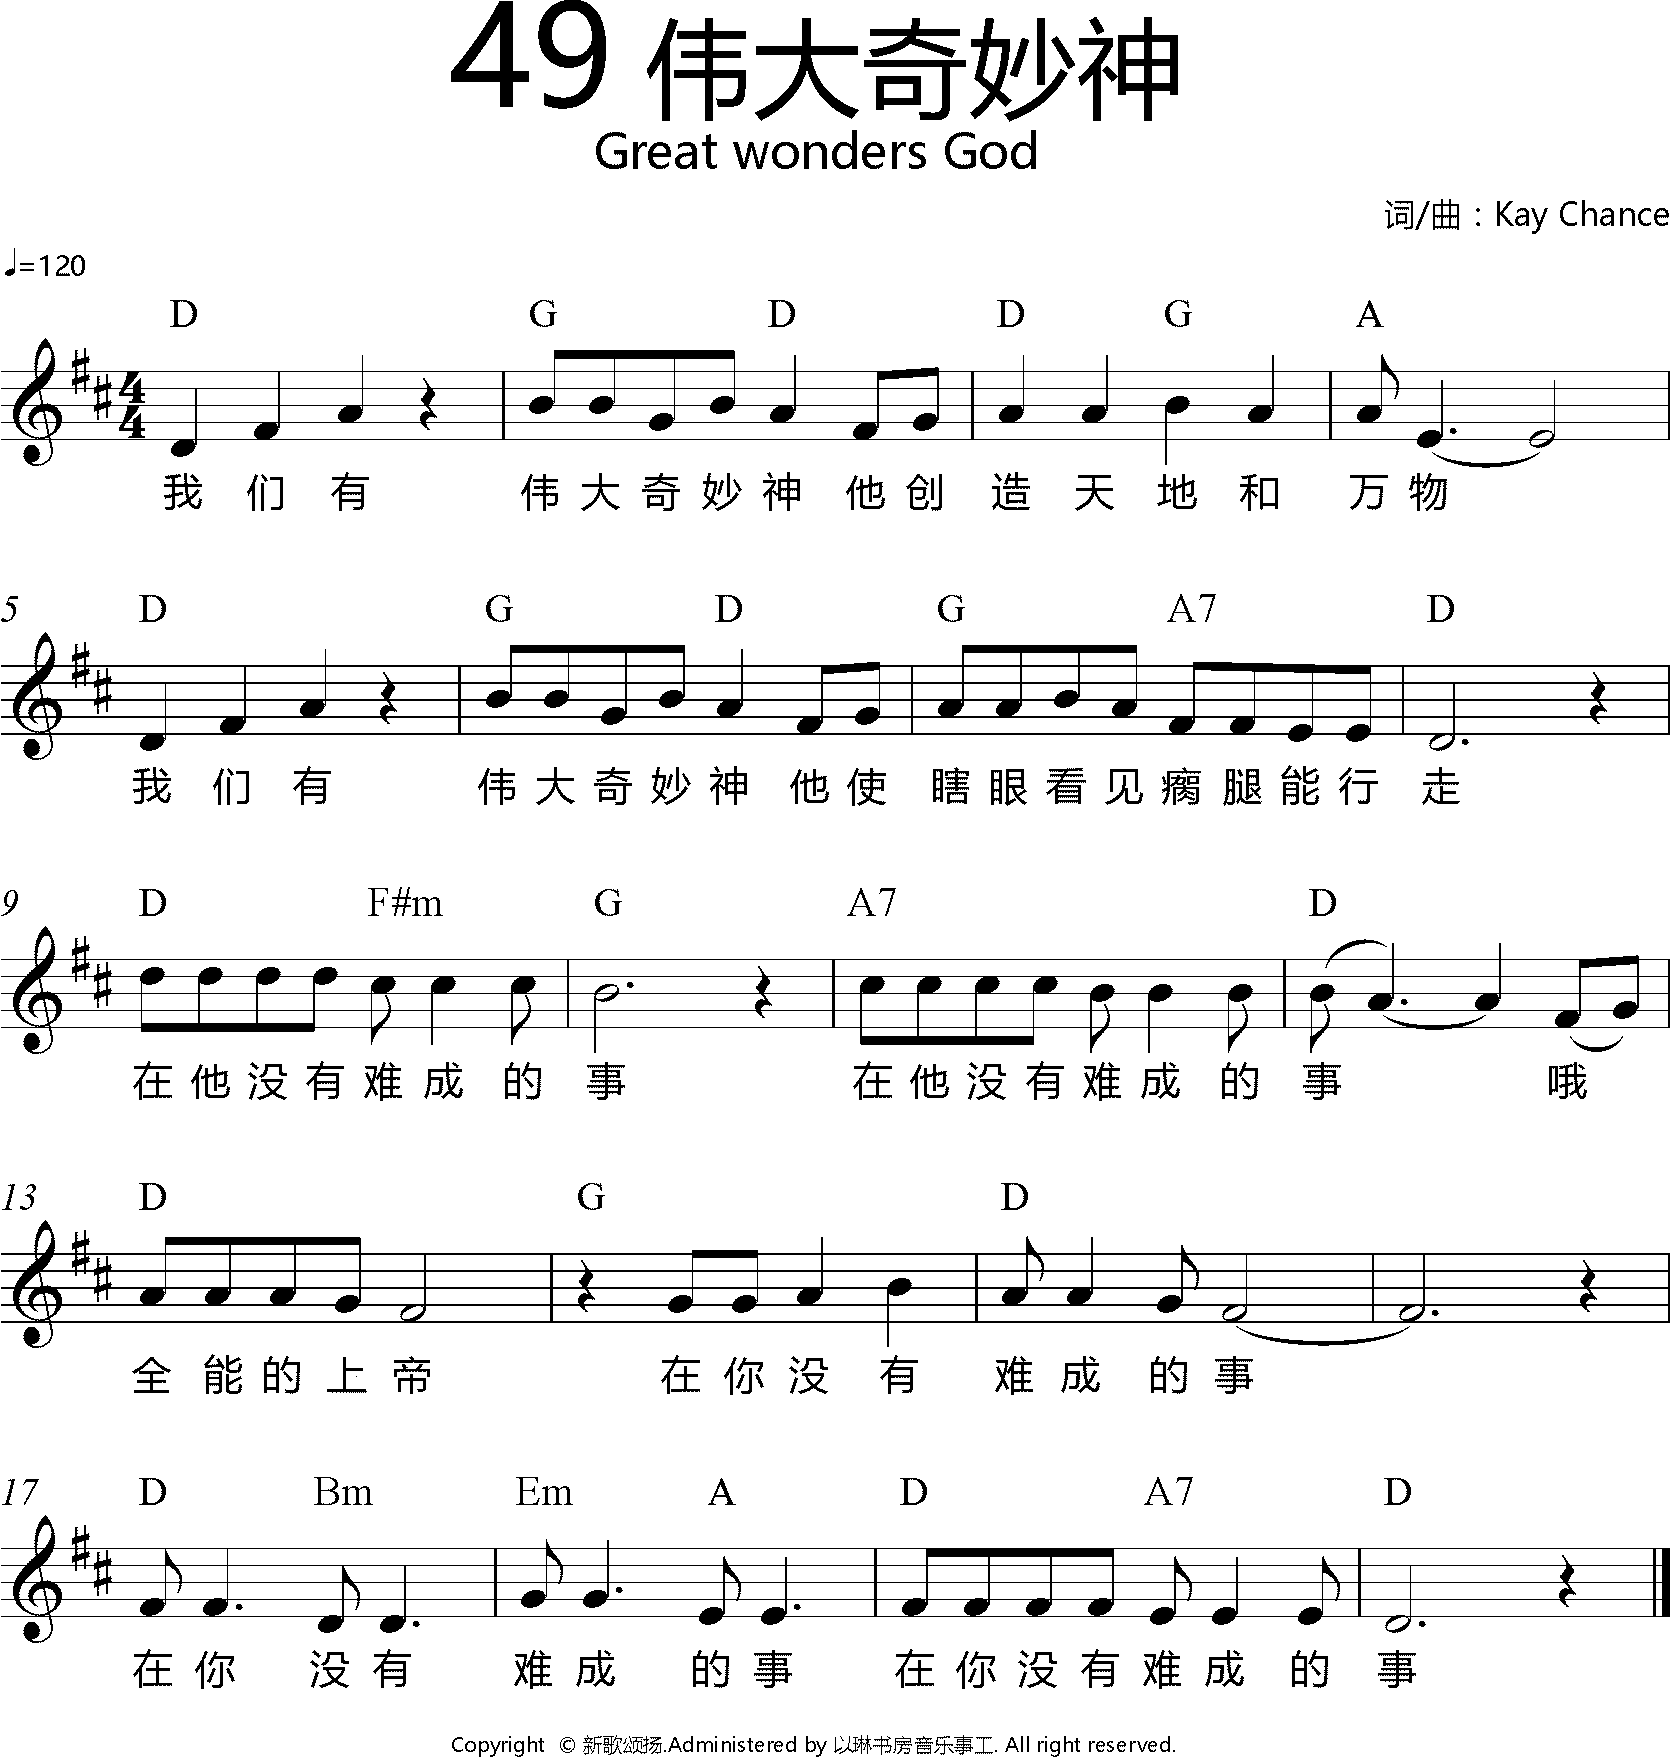 49 伟大奇妙神
Great wonders God
词/曲：Kay Chance
♩=120
D G D D G A
4
4
我们有 伟大奇妙神他创造天地和万物
5 D G D G A7 D
我们有 伟大奇妙神他使瞎眼看见瘸腿能行走
9 D F#m G A7 D
在他没有难成的事 在他没有难成的事 哦
13 D G D
全能的上帝 在你没有难成的事
17 D Bm Em A D A7 D
在你没有难成的事在你没有难成的事
Copyright © 新歌颂扬.Administered by 以琳书房音乐事工. All right reserved.